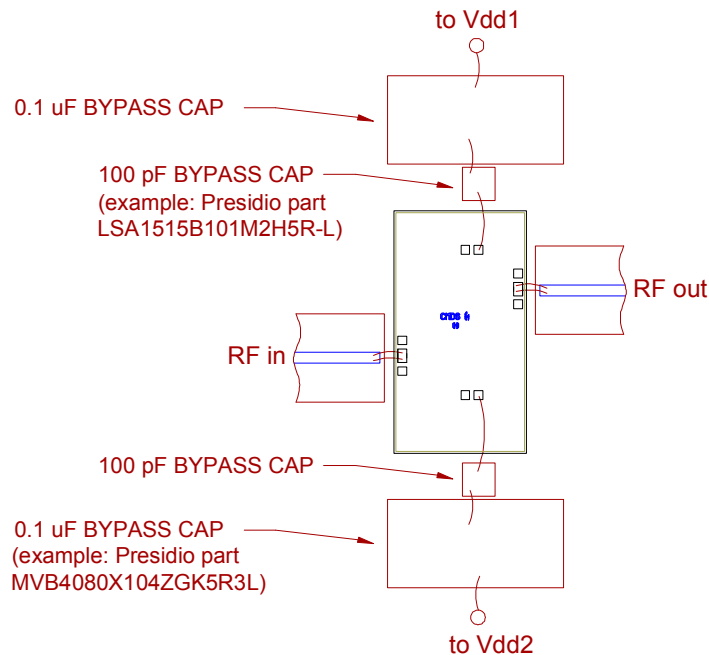 to Vdd1
0.1 uF BYPASS CAP
100 pF BYPASS CAP
(example: Presidio part
LSA1515B101M2H5R-L)
RF out
RF in
100 pF BYPASS CAP
0.1 uF BYPASS CAP
(example: Presidio part
MVB4080X104ZGK5R3L)
to Vdd2